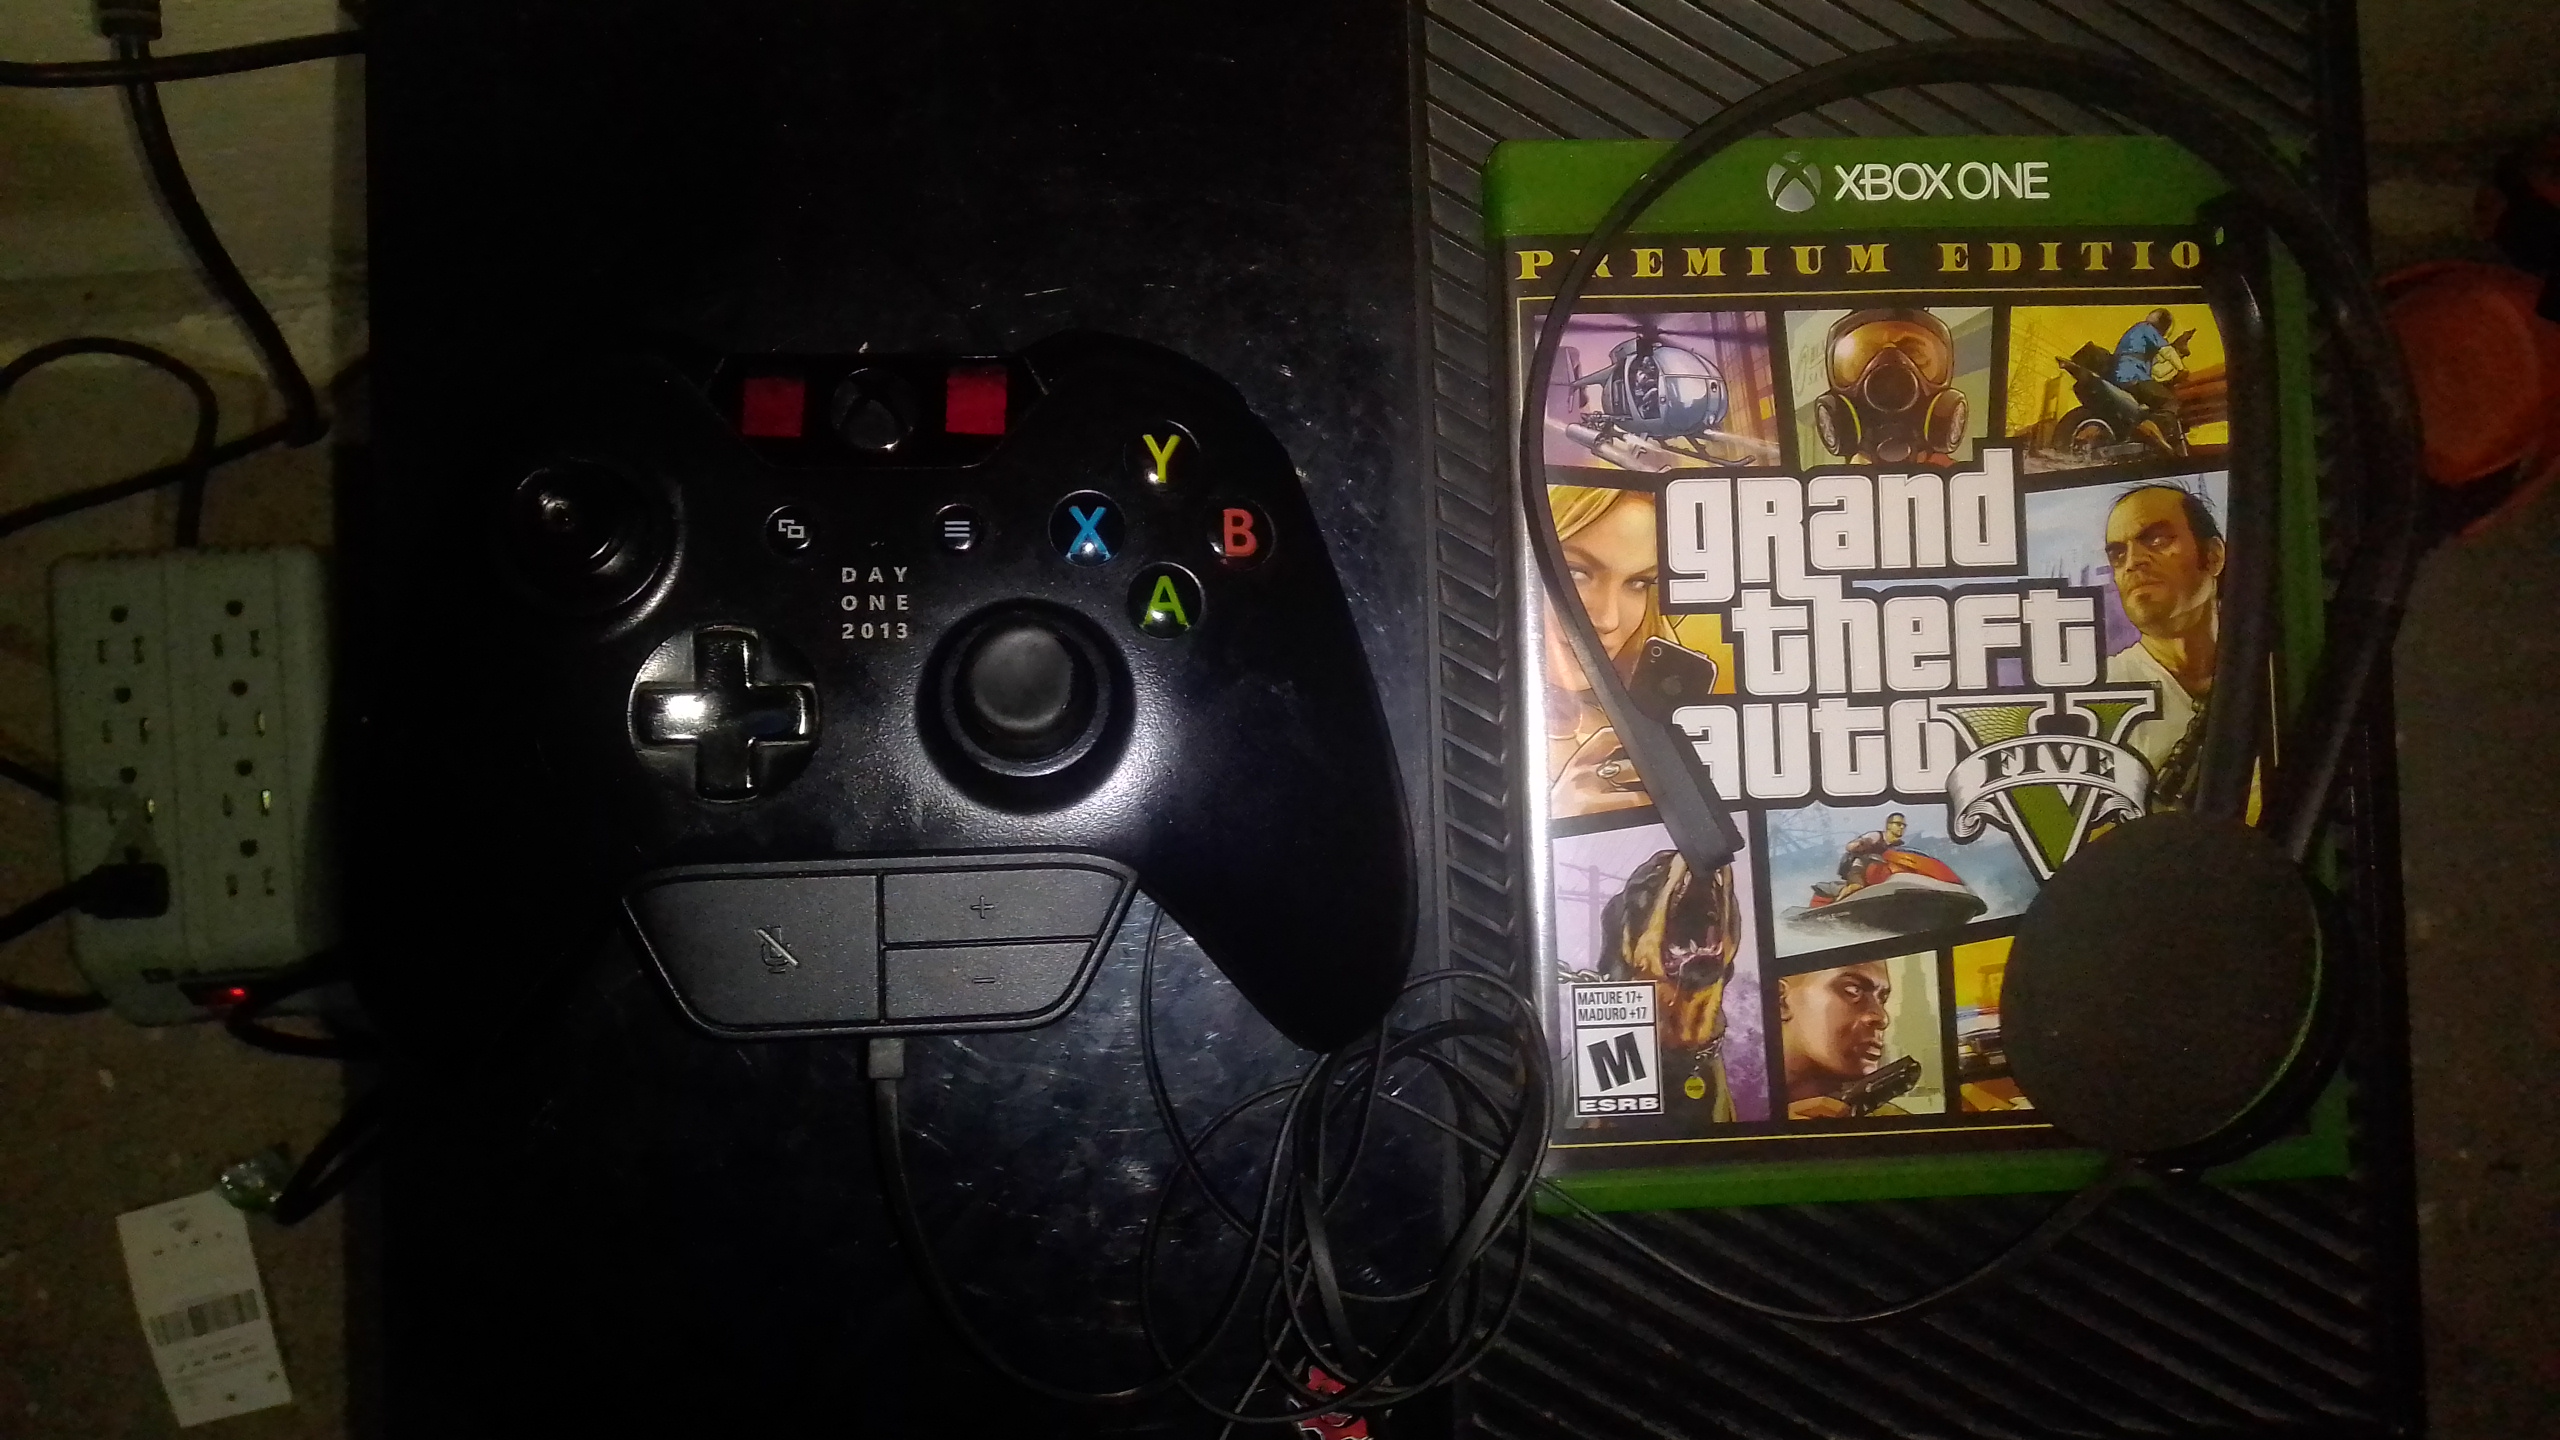 XBOX ONE
PREMIUM EDITIO
grand
theft
auto V
FIVE
MATURE 17+
MADURO +17
M
ESRB
Y
X
B
A
DAY
ONE
2013
+
-